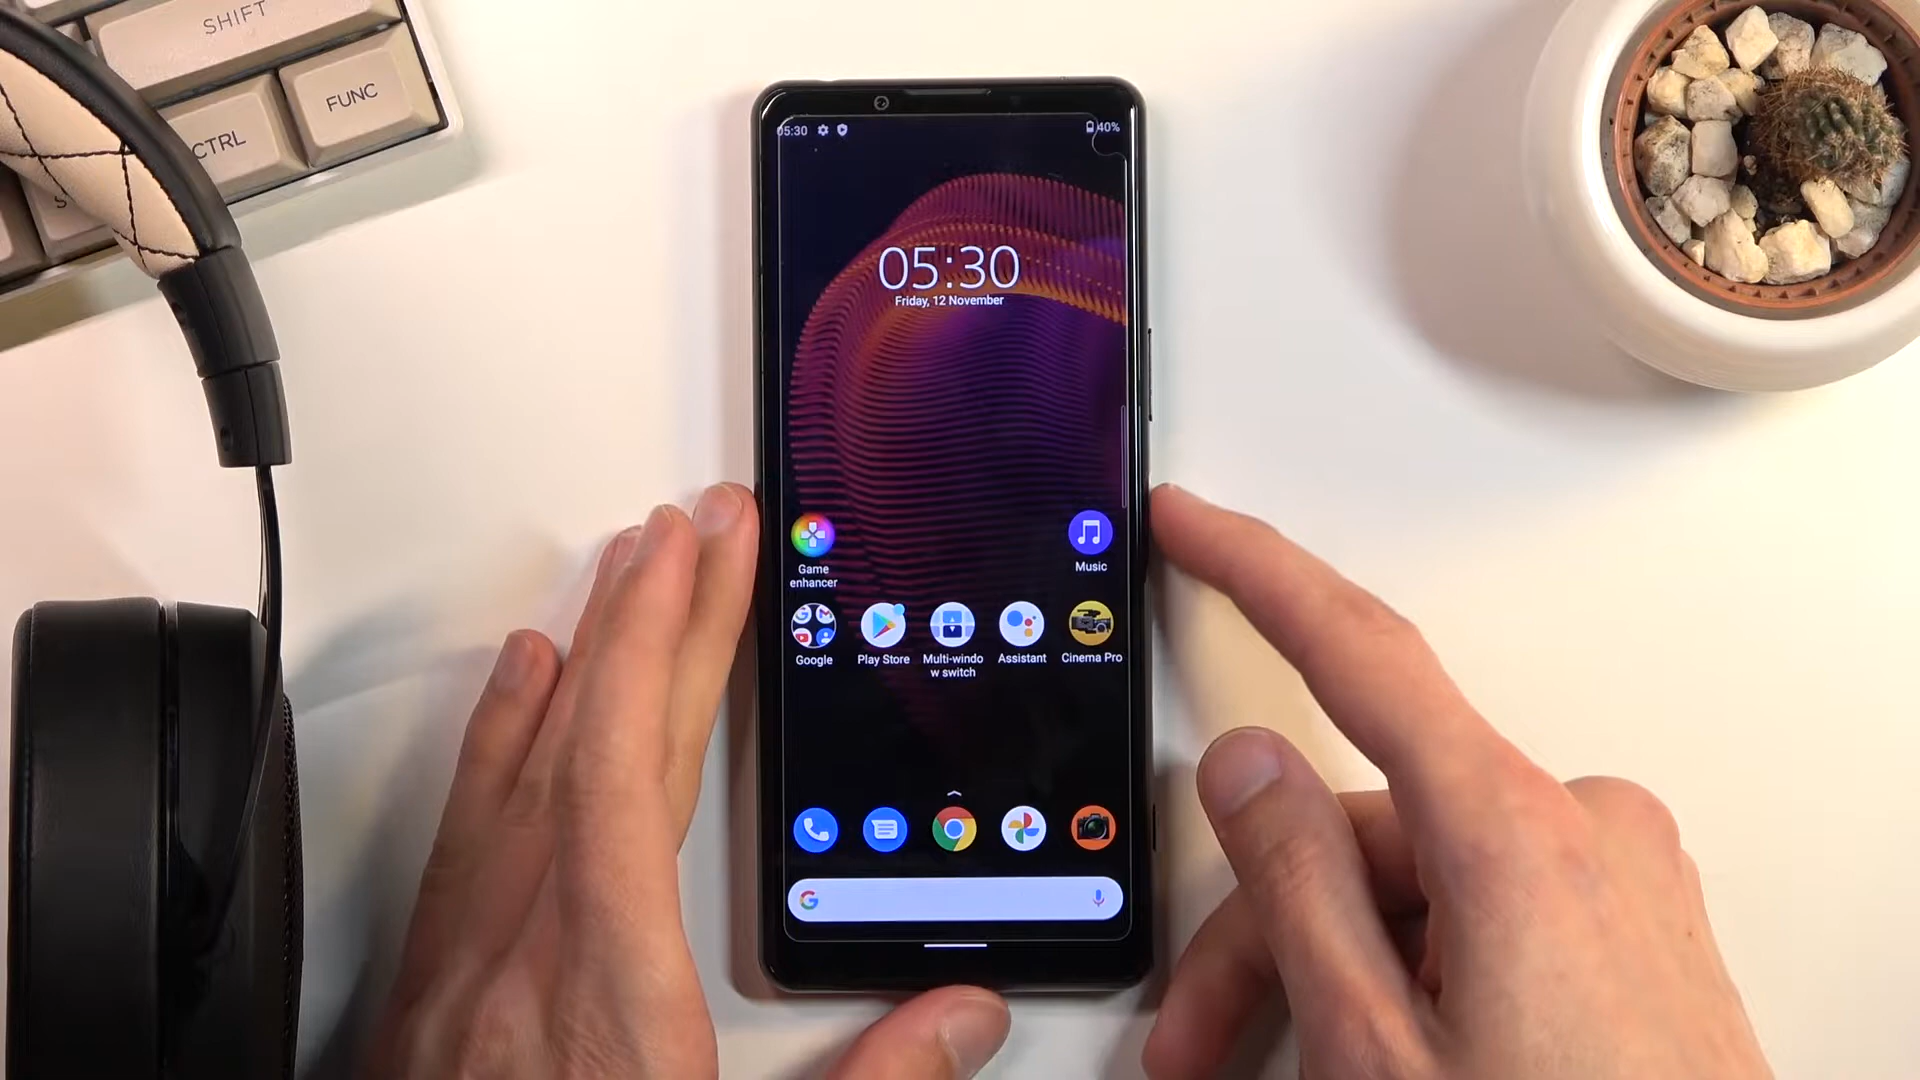 SHIFT
FUNC
CTRL
S
05:30
40%
05:30
Friday, 12 November
Game
enhancer
Music
Google
Play Store
Multi-windo
w switch
Assistant
Cinema Pro